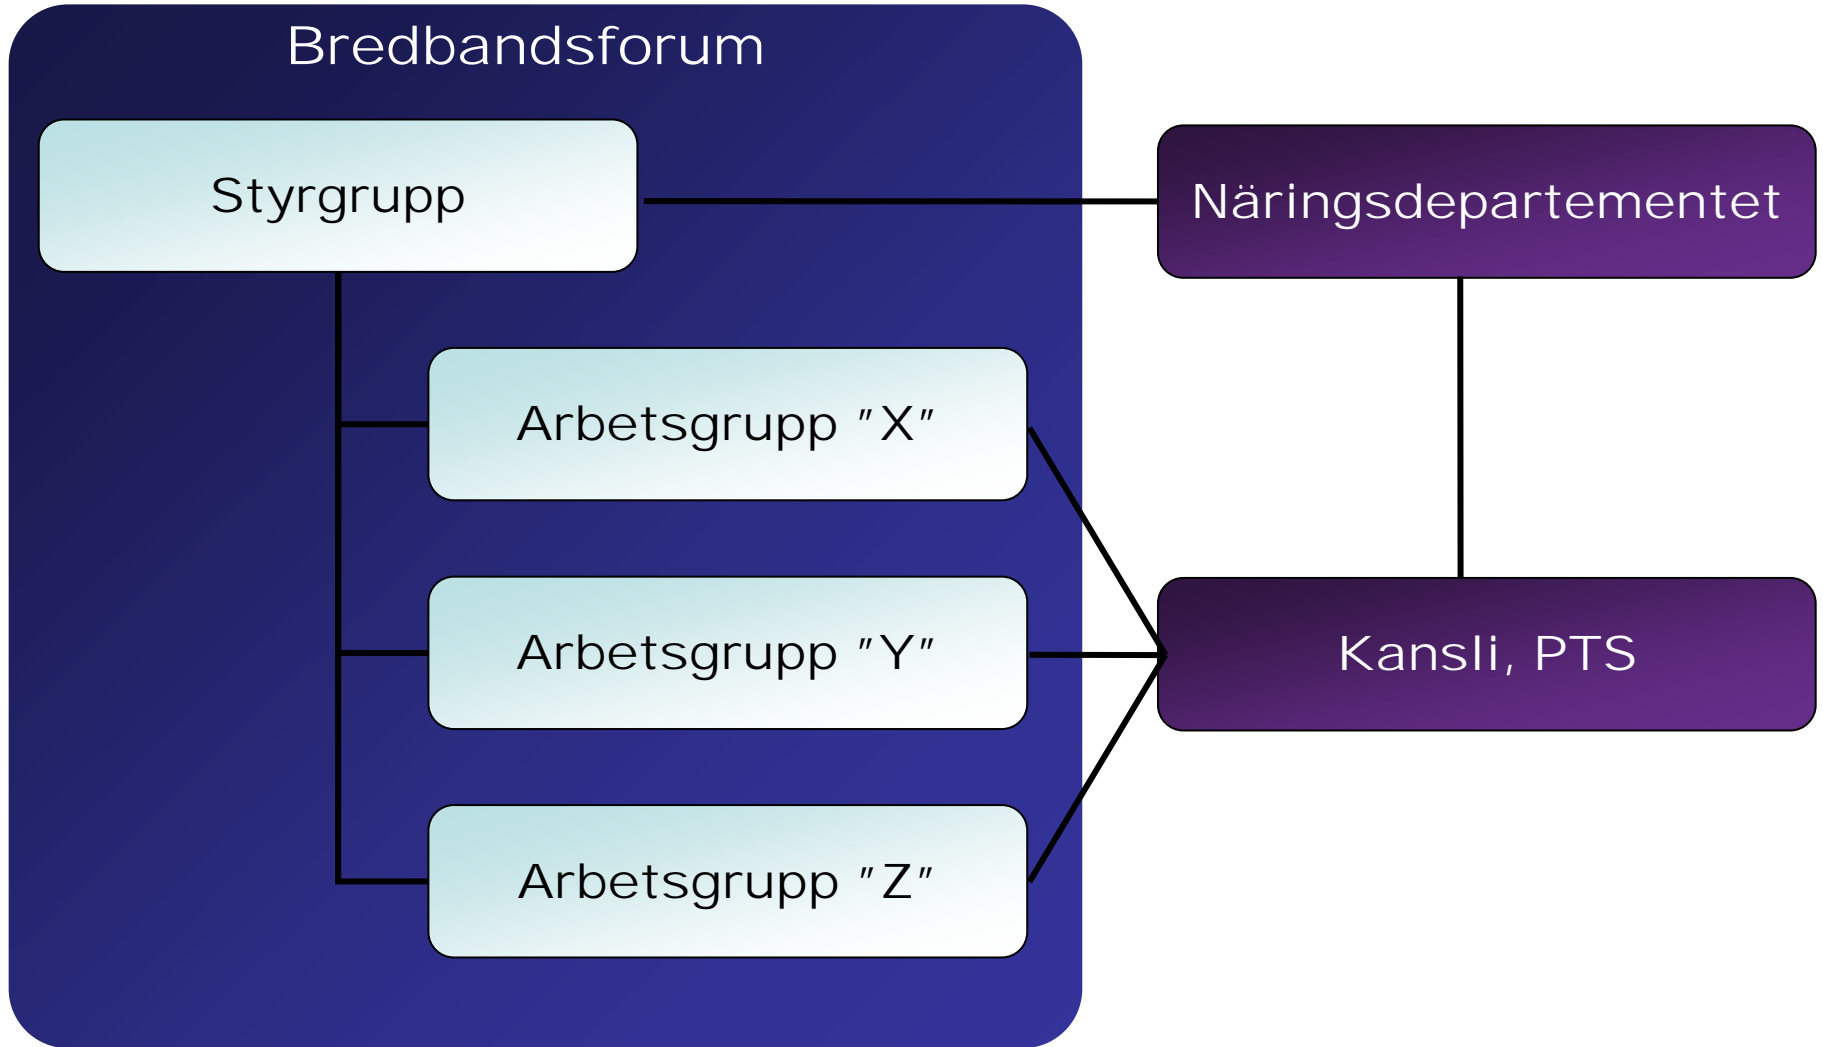 Bredbandsforum
Styrgrupp
Näringsdepartementet
Arbetsgrupp ”X”
Arbetsgrupp ”Y”
Kansli, PTS
Arbetsgrupp ”Z”